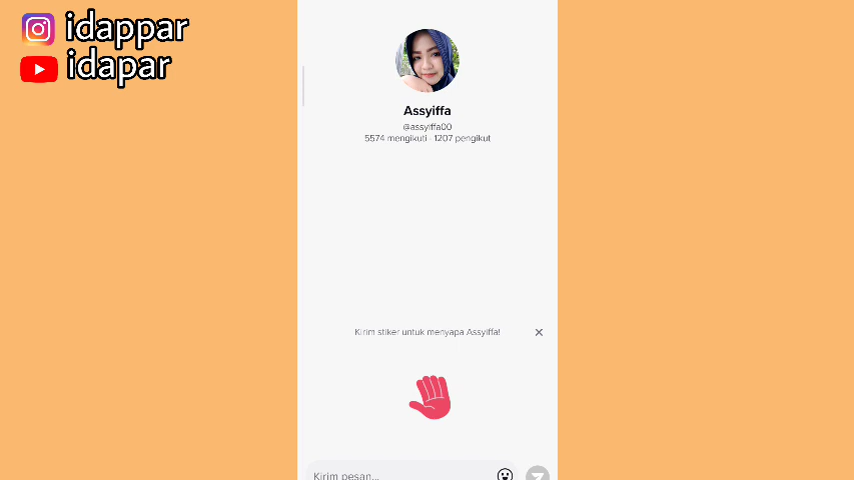 idappar
idapar
Assyiffa
@assyiffa00
5574 mengikuti · 1207 pengikut
Kirim stiker untuk menyapa Assyiffa!
Kirim pesan...